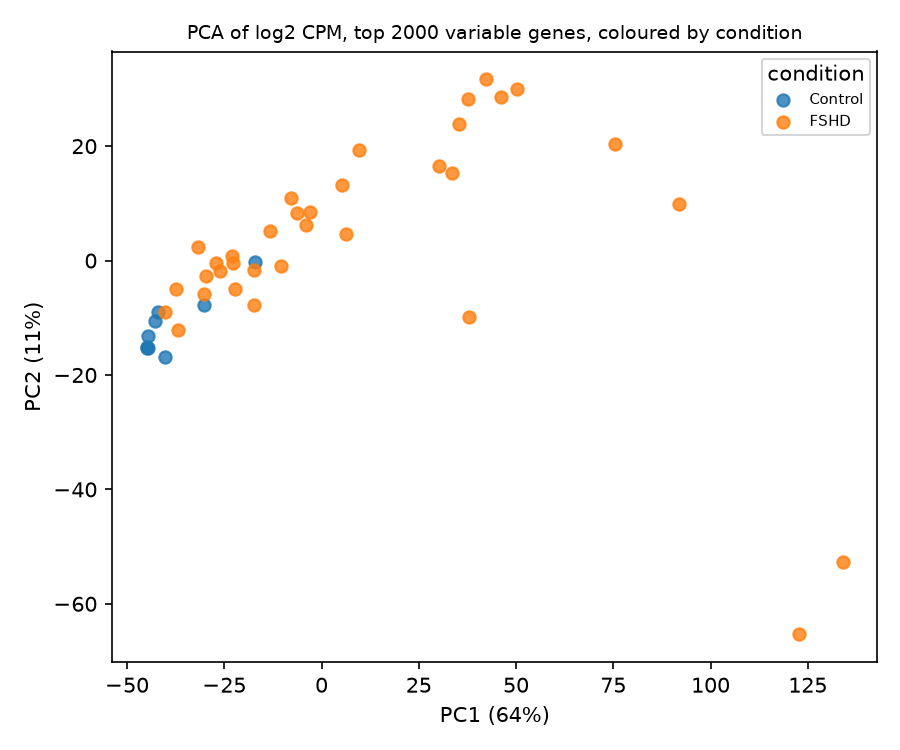 PCA of log2 CPM, top 2000 variable genes, coloured by condition
condition
Control
FSHD
20
0
−20
−40
−60
PC2 (11%)
−50
−25
0
25
50
75
100
125
PC1 (64%)